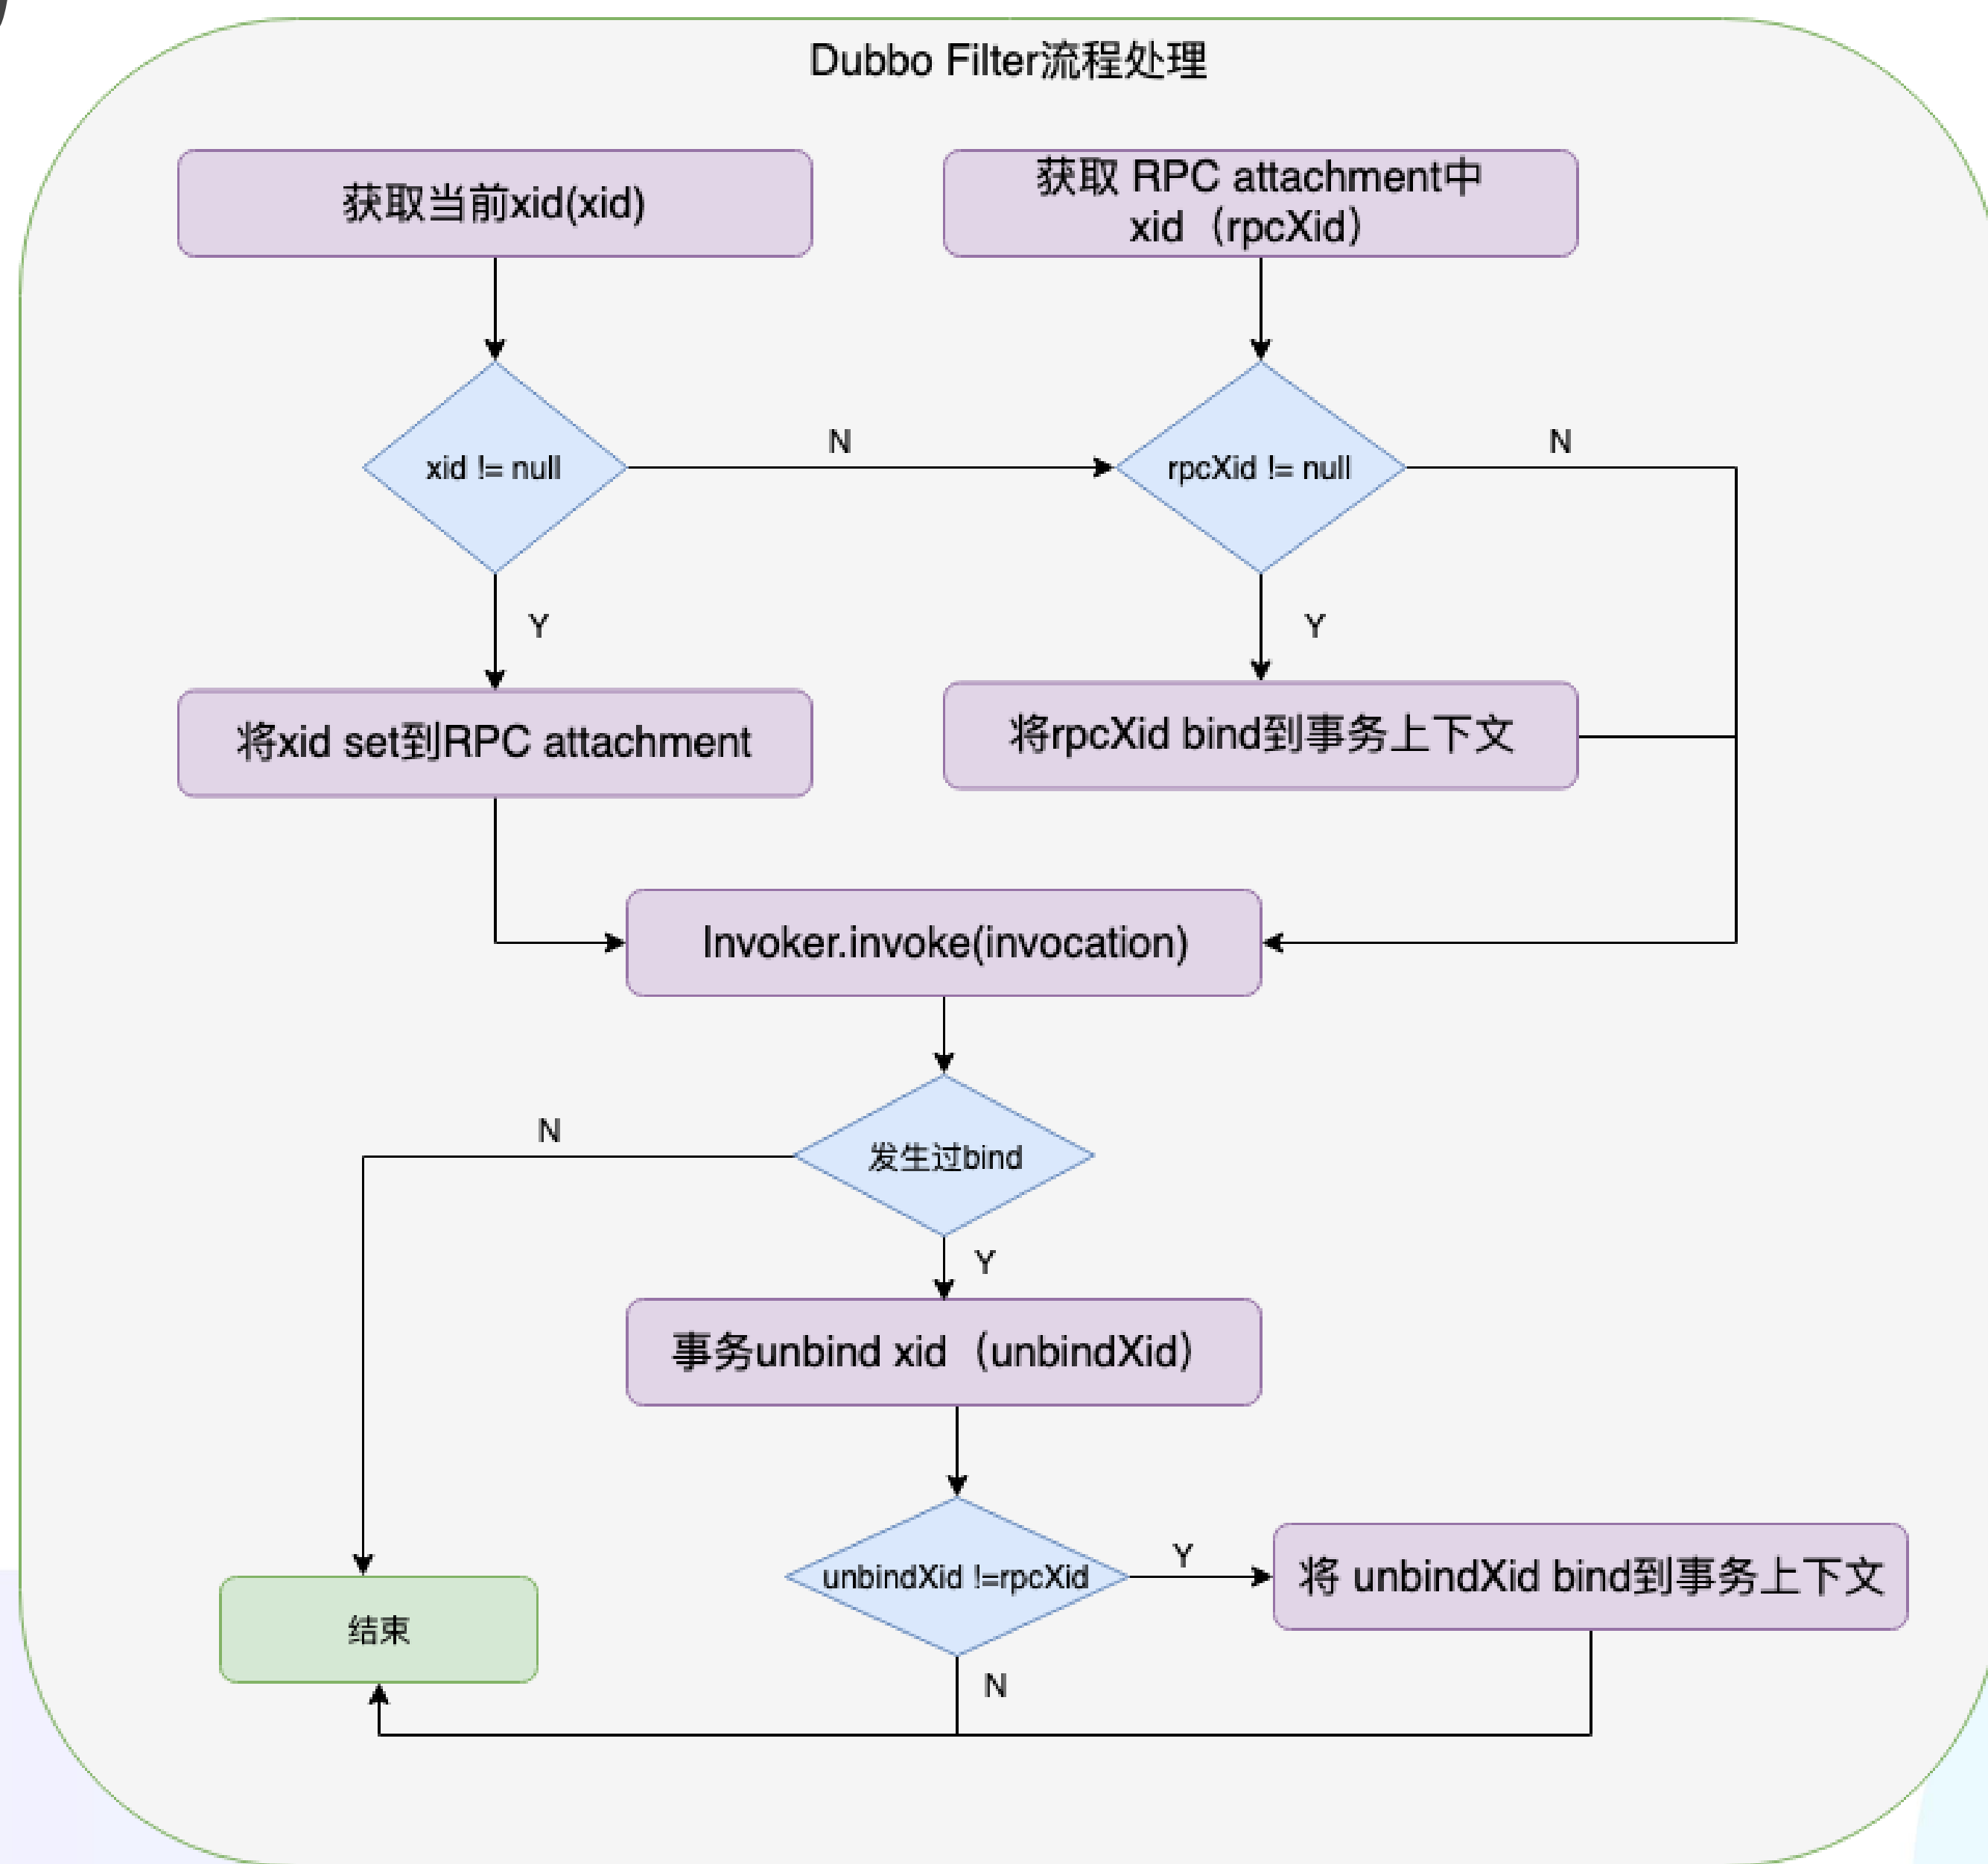 Dubbo Filter流程处理
获取当前xid(xid)
获取 RPC attachment中
xid（rpcXid）
xid != null
N
rpcXid != null
N
Y
Y
将xid set到RPC attachment
将rpcXid bind到事务上下文
Invoker.invoke(invocation)
N
发生过bind
Y
事务unbind xid（unbindXid）
unbindXid !=rpcXid
Y
将 unbindXid bind到事务上下文
结束
N